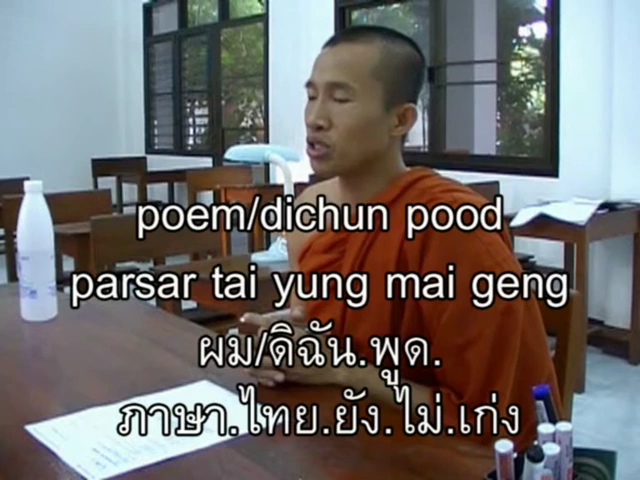 poem/dichun pood
parsar tai yung mai geng
ผม/ดิฉัน.พูด.
ภาษา.ไทย.ยัง.ไม่.เก่ง